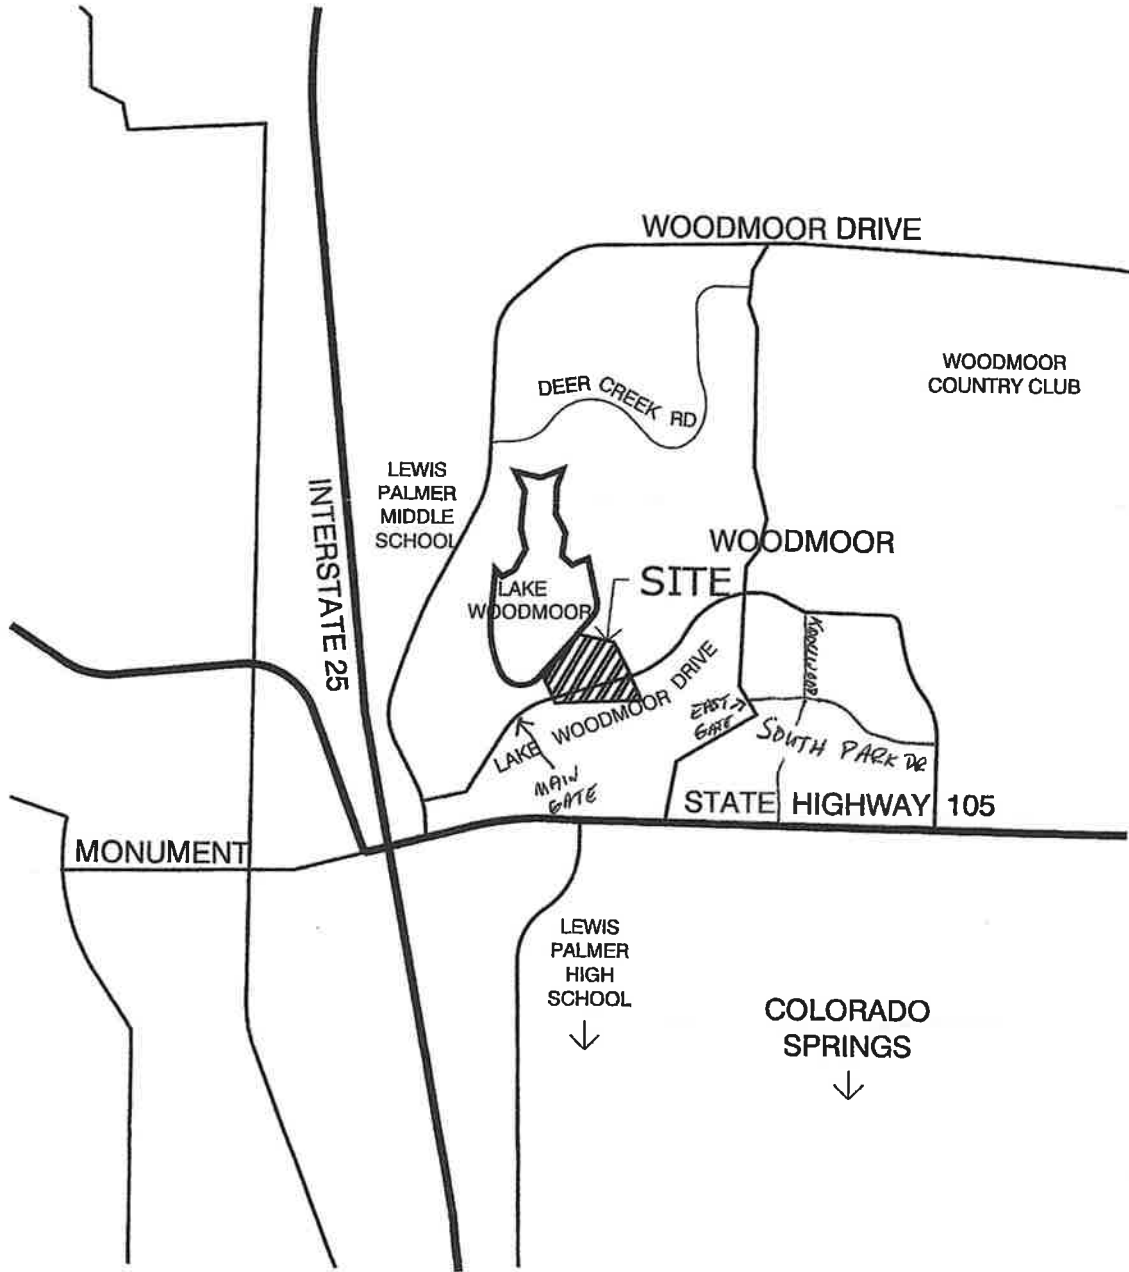 WOODMOOR DRIVE
WOODMOOR
COUNTRY CLUB
DEER CREEK RD
LEWIS
PALMER
MIDDLE
SCHOOL
INTERSTATE 25
WOODMOOR
LAKE
WOODMOOR
SITE
KNOLLWOOD
LAKE WOODMOOR DRIVE
EAST
GATE
SOUTH PARK DR
MAIN
GATE
STATE HIGHWAY 105
MONUMENT
LEWIS
PALMER
HIGH
SCHOOL
COLORADO
SPRINGS